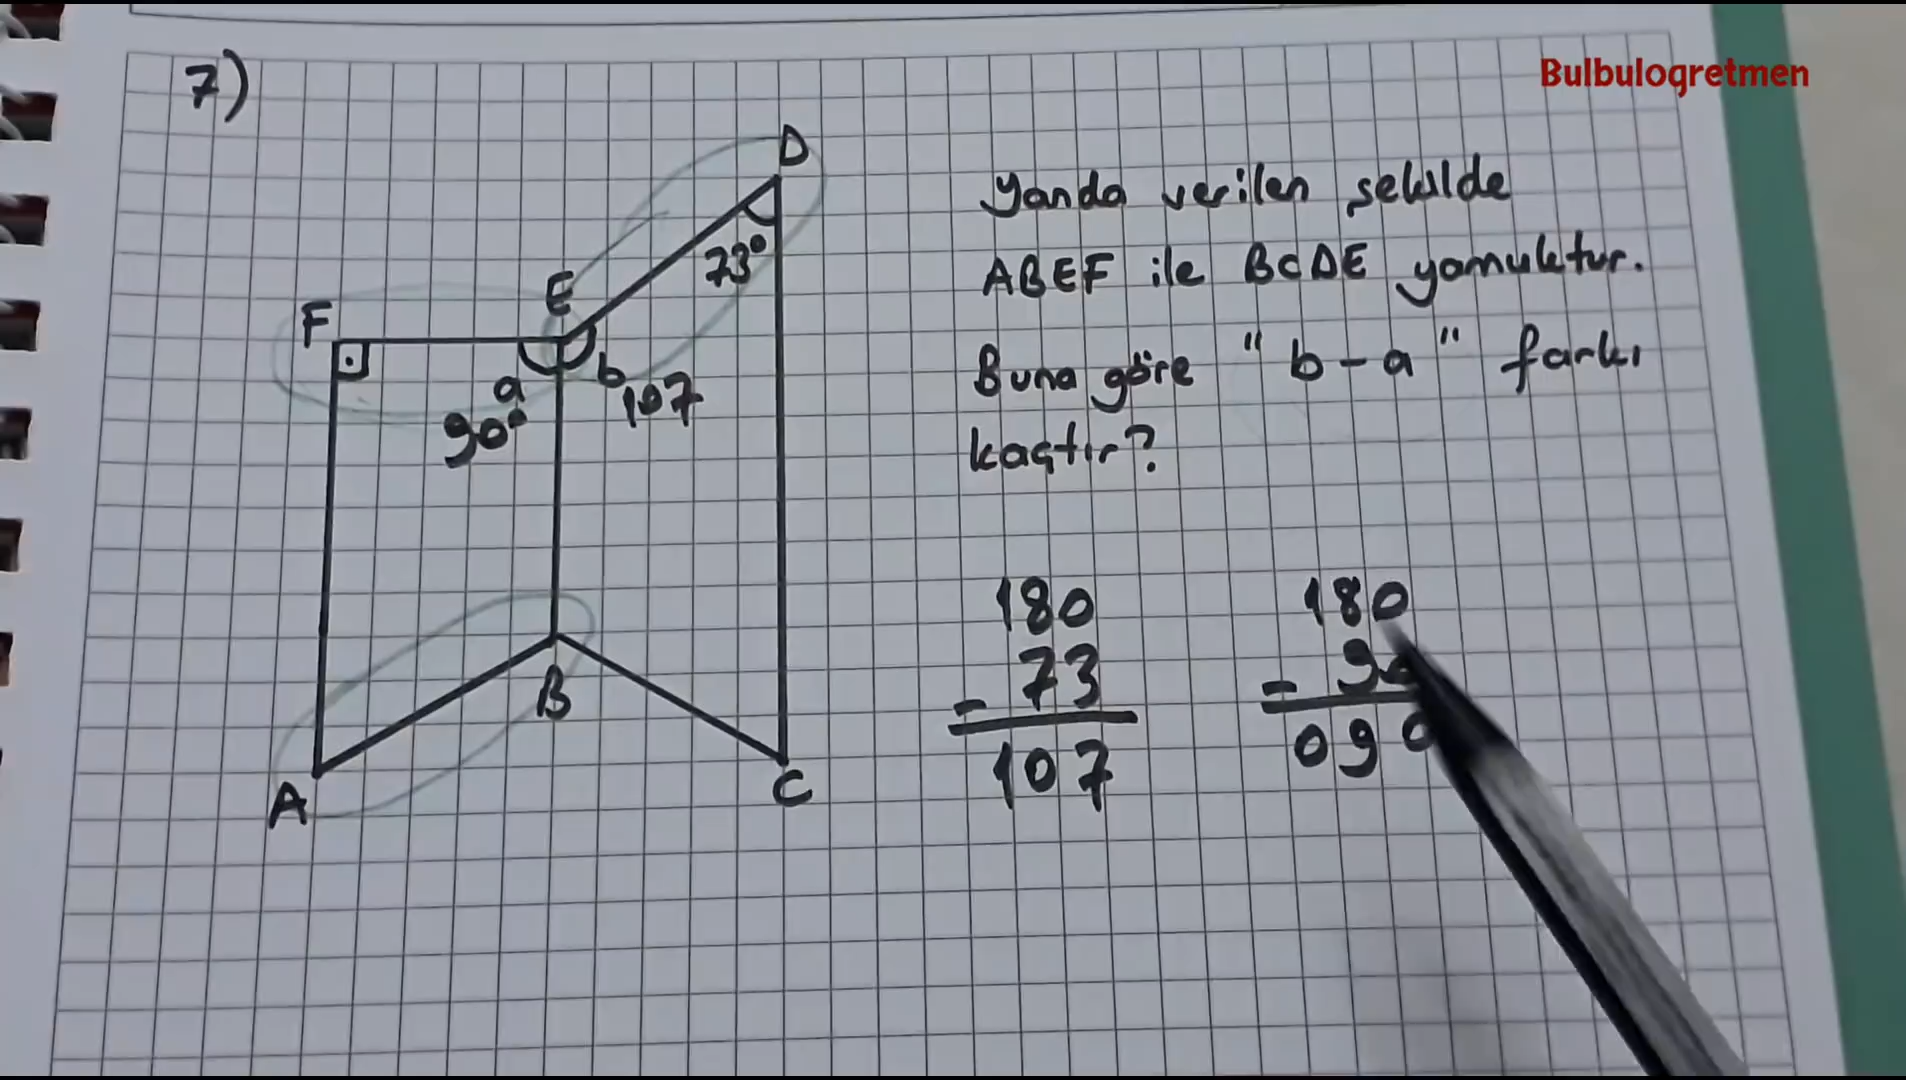 Bulbulogretmen
7)
Yanda verilen şekilde
ABEF ile BCDE yamuktur.
Buna göre "b-a" farkı
kaçtır?
D
73°
E
F
a
b
90°
107
B
A
C
180
- 73
107
180
- 90
090